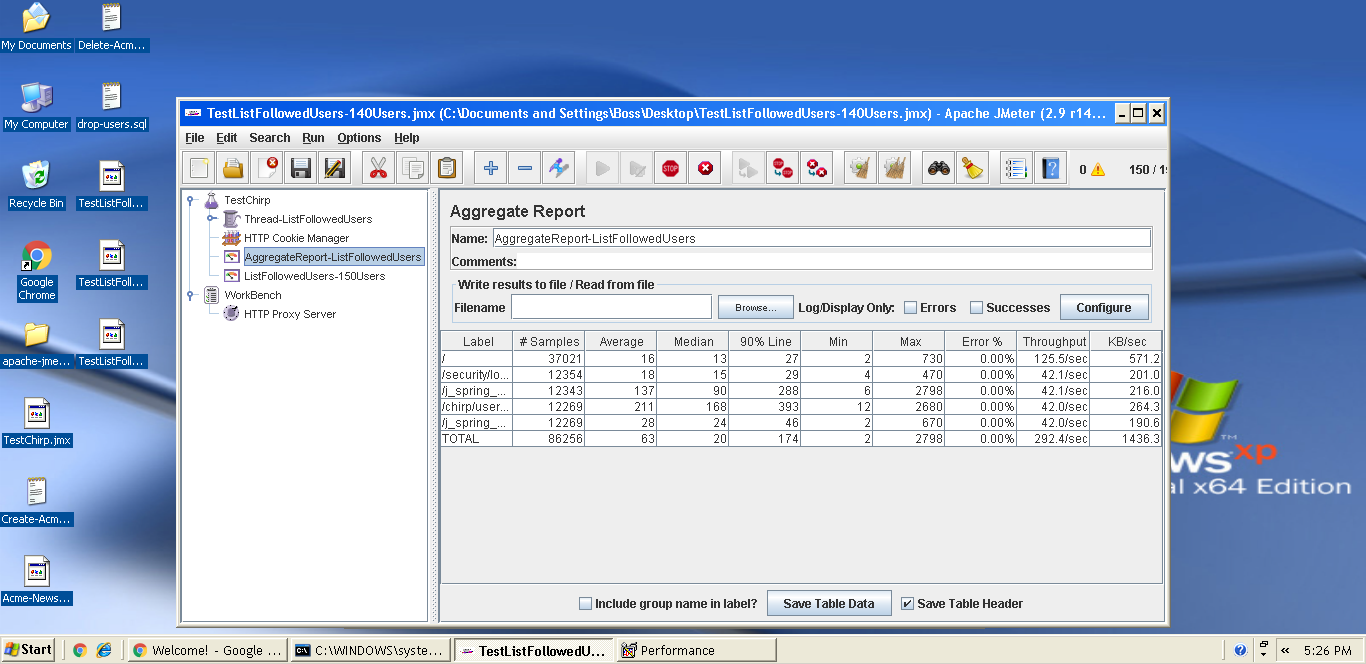 My Documents
Delete-Acm...
My Computer
drop-users.sql
Recycle Bin
TestListFoll...
Google
Chrome
TestListFoll...
apache-jme...
TestListFoll...
TestChirp.jmx
Create-Acm...
Acme-News...
TestListFollowedUsers-140Users.jmx (C:\Documents and Settings\Boss\Desktop\TestListFollowedUsers-140Users.jmx) - Apache JMeter (2.9 r14...
File Edit Search Run Options Help
STOP 0 150 /
TestChirp
Thread-ListFollowedUsers
HTTP Cookie Manager
AggregateReport-ListFollowedUsers
ListFollowedUsers-150Users
WorkBench
HTTP Proxy Server
Aggregate Report
Name: AggregateReport-ListFollowedUsers
Comments:
Write results to file / Read from file
Filename Browse... Log/Display Only: Errors Successes Configure
Label # Samples Average Median 90% Line Min Max Error % Throughput KB/sec
/ 37021 16 13 27 2 730 0.00% 125.5/sec 571.2
/security/lo... 12354 18 15 29 4 470 0.00% 42.1/sec 201.0
/j_spring_... 12343 137 90 288 6 2798 0.00% 42.1/sec 216.0
/chirp/user... 12269 211 168 393 12 2680 0.00% 42.0/sec 264.3
/j_spring_... 12269 28 24 46 2 670 0.00% 42.0/sec 190.6
TOTAL 86256 63 20 174 2 2798 0.00% 292.4/sec 1436.3
Include group name in label? Save Table Data Save Table Header
ws xp TM
al x64 Edition
Start Welcome! - Google ... C:\WINDOWS\syste... TestListFollowedU... Performance « 5:26 PM